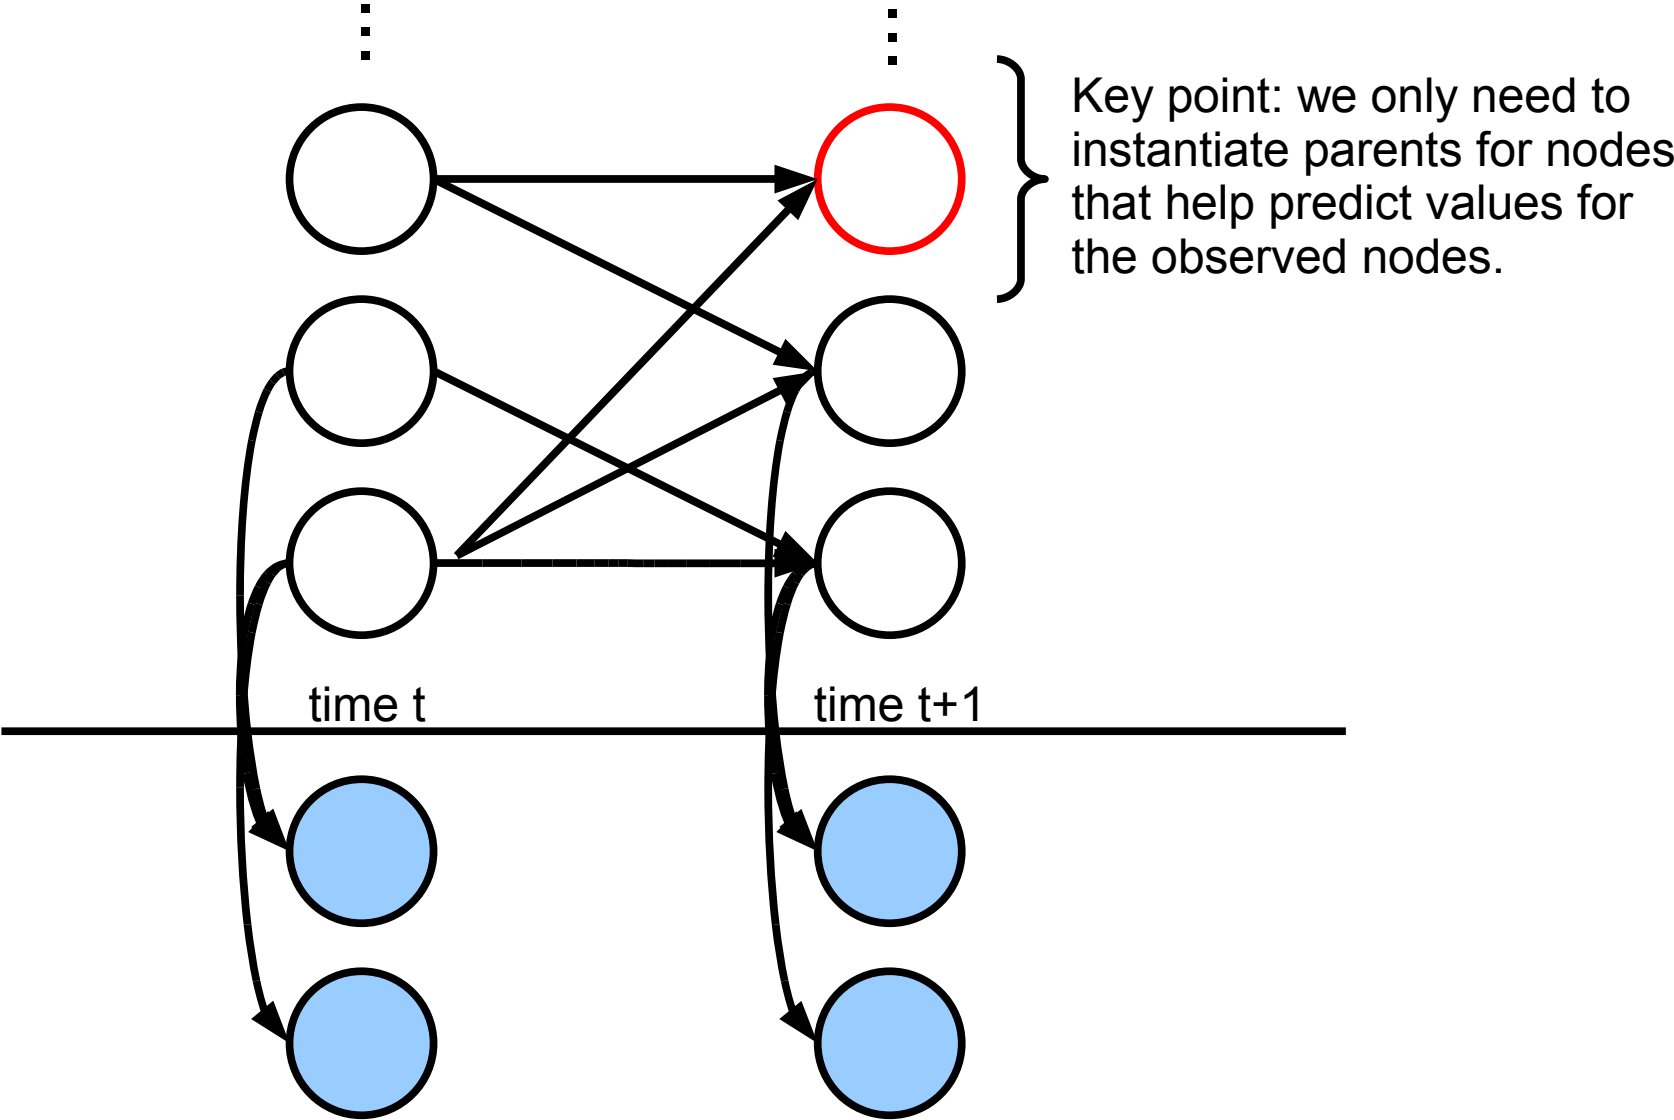 Key point: we only need to
instantiate parents for nodes
that help predict values for
the observed nodes.
time t
time t+1